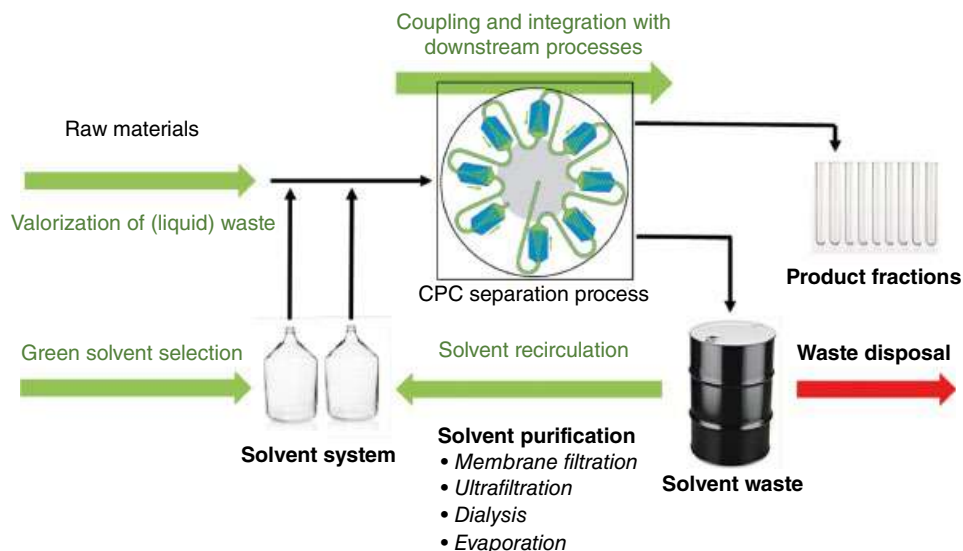 Coupling and integration with
downstream processes
Raw materials
Valorization of (liquid) waste
CPC separation process
Product fractions
Green solvent selection
Solvent recirculation
Waste disposal
Solvent system
Solvent purification
• Membrane filtration
• Ultrafiltration
• Dialysis
• Evaporation
Solvent waste